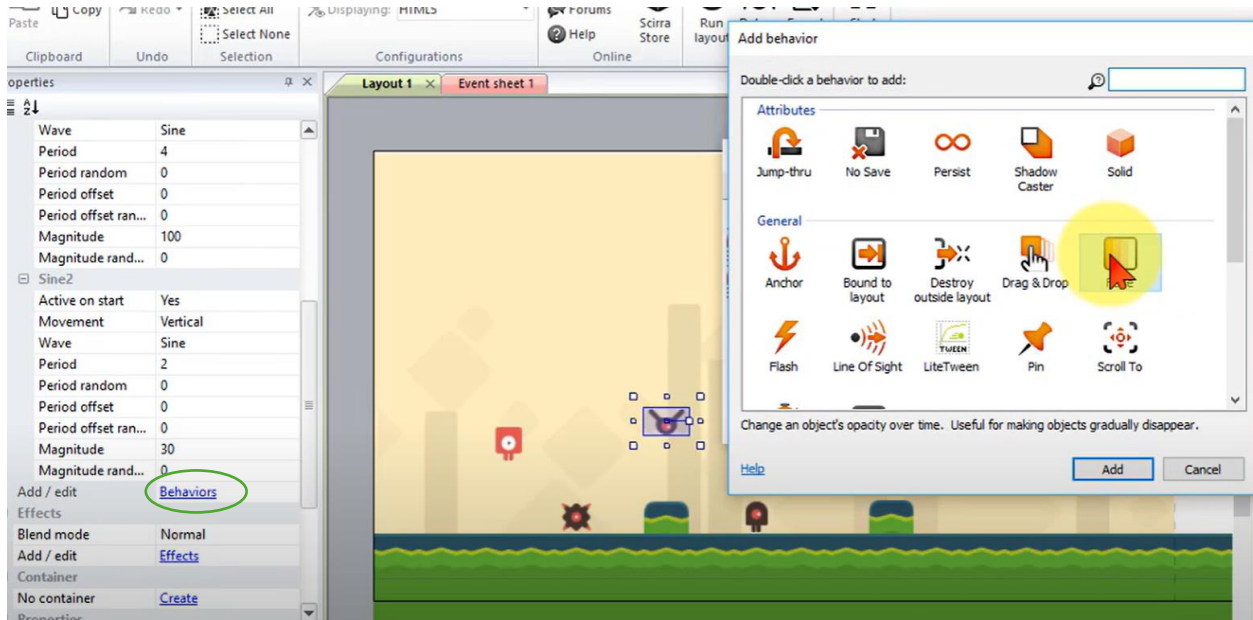 Paste
Copy
Redo
Select All
Select None
Displaying: HTML5
Forums
Help
Scirra
Store
Run
layout
Clipboard
Undo
Selection
Configurations
Online
operties
Layout 1
Event sheet 1
Wave Sine
Period 4
Period random 0
Period offset 0
Period offset ran... 0
Magnitude 100
Magnitude rand... 0
Sine2
Active on start Yes
Movement Vertical
Wave Sine
Period 2
Period random 0
Period offset 0
Period offset ran... 0
Magnitude 30
Magnitude rand... 0
Add / edit Behaviors
Effects
Blend mode Normal
Add / edit Effects
Container
No container Create
Properties
Add behavior
Double-click a behavior to add:
Attributes
Jump-thru
No Save
Persist
Shadow
Caster
Solid
General
Anchor
Bound to
layout
Destroy
outside layout
Drag & Drop
Flash
Line Of Sight
TWEEN
LiteTween
Pin
Scroll To
Change an object's opacity over time. Useful for making objects gradually disappear.
Help
Add
Cancel